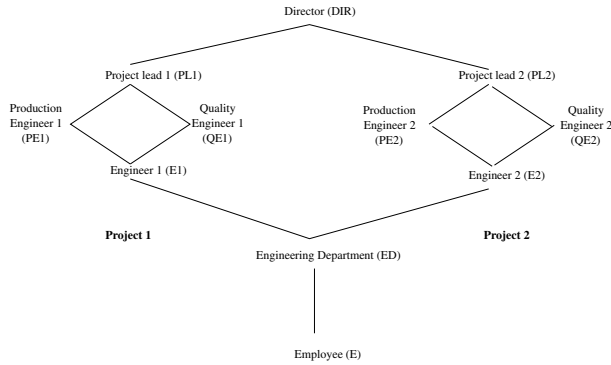 Director (DIR)
Project lead 1 (PL1)
Project lead 2 (PL2)
Production
Engineer 1
(PE1)
Quality
Engineer 1
(QE1)
Production
Engineer 2
(PE2)
Quality
Engineer 2
(QE2)
Engineer 1 (E1)
Engineer 2 (E2)
Project 1
Project 2
Engineering Department (ED)
Employee (E)